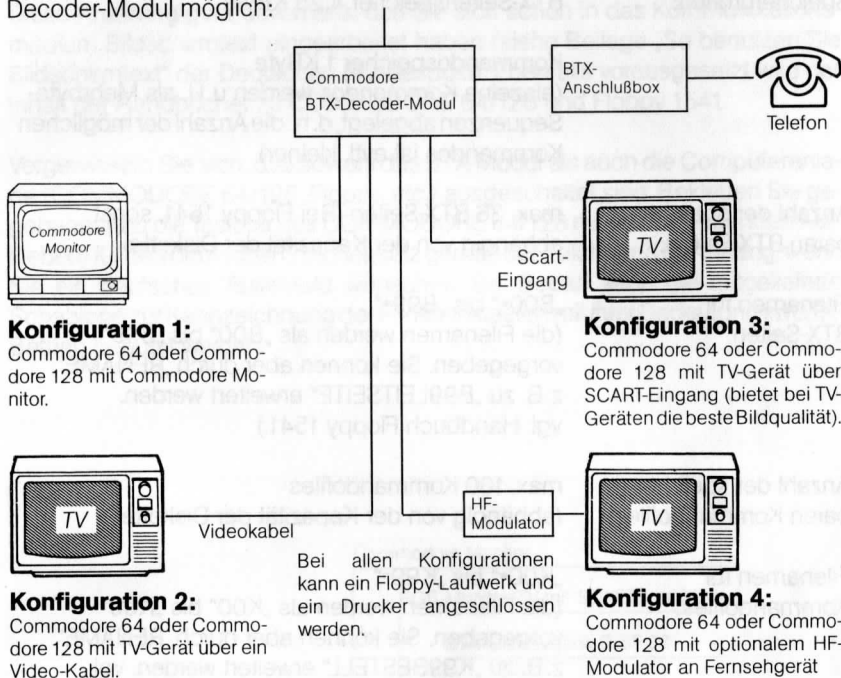 Decoder-Modul möglich:
Commodore
BTX-Decoder-Modul
BTX-
Anschlußbox
Telefon
Commodore
Monitor
Konfiguration 1:
Commodore 64 oder Commo-
dore 128 mit Commodore Mo-
nitor.
Scart-
Eingang
TV
Konfiguration 3:
Commodore 64 oder Commo-
dore 128 mit TV-Gerät über
SCART-Eingang (bietet bei TV-
Geräten die beste Bildqualität).
TV
Videokabel
Konfiguration 2:
Commodore 64 oder Commo-
dore 128 mit TV-Gerät über ein
Video-Kabel.
Bei allen Konfigurationen
kann ein Floppy-Laufwerk und
ein Drucker angeschlossen
werden.
HF-
Modulator
TV
Konfiguration 4:
Commodore 64 oder Commo-
dore 128 mit optionalem HF-
Modulator an Fernsehgerät